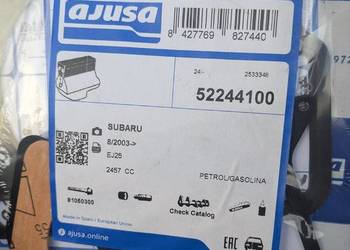 ajusa
8 427769 827440
24- 2533346
52244100
SUBARU
8/2003->
EJ25
2457 CC
PETROL/GASOLINA
81050300
Check Catalog
Made in Spain / European Union
ajusa.online
EAC